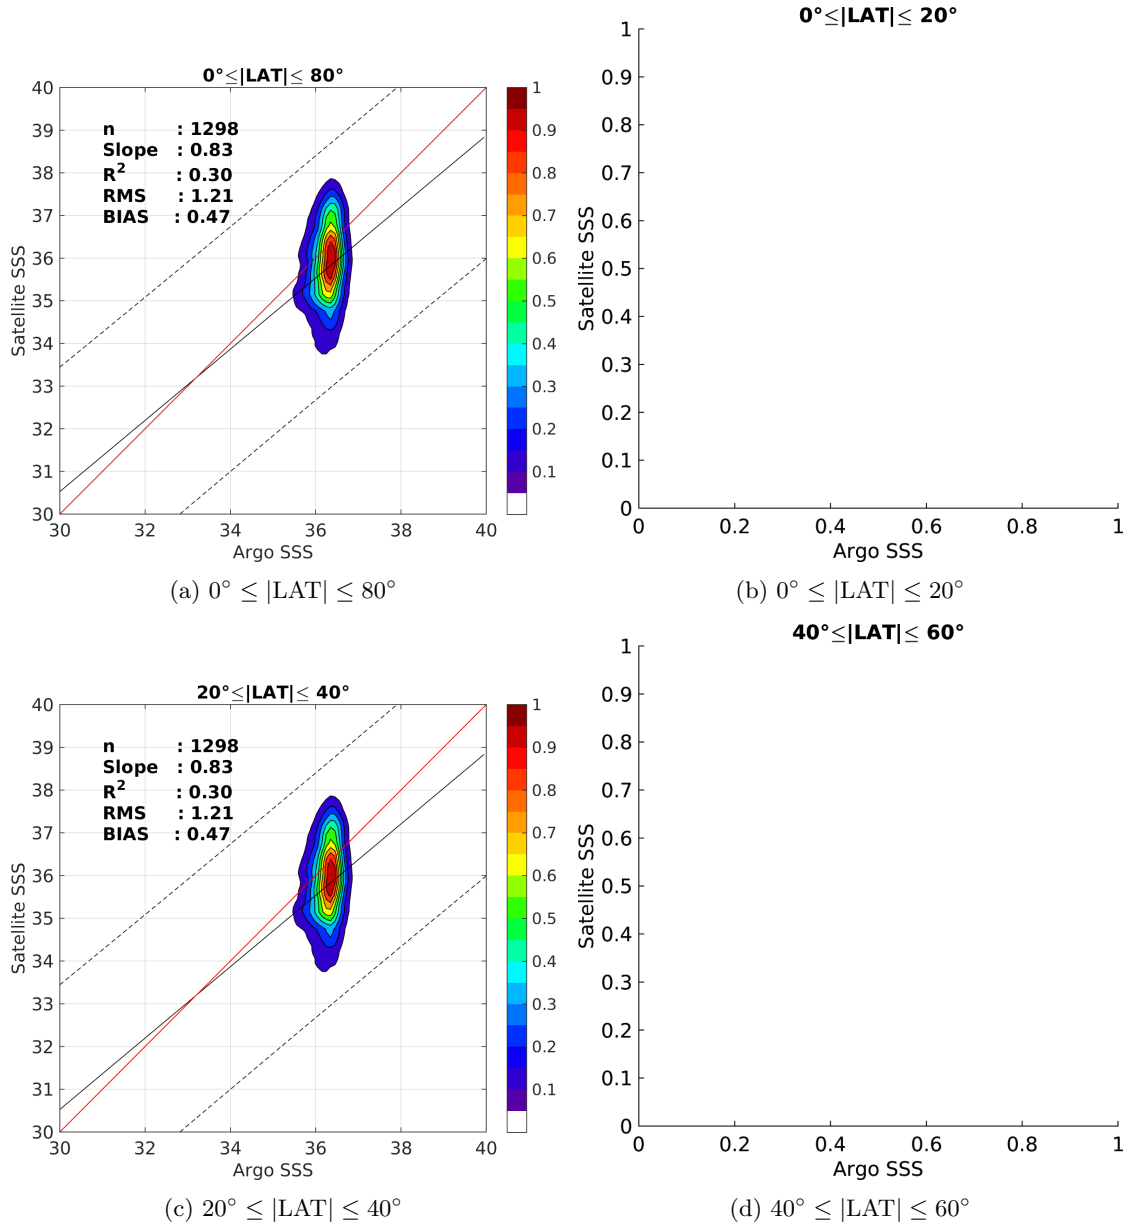 0°≤|LAT|≤ 80°
n : 1298
Slope : 0.83
R² : 0.30
RMS : 1.21
BIAS : 0.47
40
39
38
37
36
35
34
33
32
31
30
30 32 34 36 38 40
Satellite SSS
Argo SSS
1
0.9
0.8
0.7
0.6
0.5
0.4
0.3
0.2
0.1
(a) 0° ≤ |LAT| ≤ 80°
0°≤|LAT|≤ 20°
1
0.9
0.8
0.7
0.6
0.5
0.4
0.3
0.2
0.1
0
0 0.2 0.4 0.6 0.8 1
Satellite SSS
Argo SSS
(b) 0° ≤ |LAT| ≤ 20°
20°≤|LAT|≤ 40°
n : 1298
Slope : 0.83
R² : 0.30
RMS : 1.21
BIAS : 0.47
40
39
38
37
36
35
34
33
32
31
30
30 32 34 36 38 40
Satellite SSS
Argo SSS
1
0.9
0.8
0.7
0.6
0.5
0.4
0.3
0.2
0.1
(c) 20° ≤ |LAT| ≤ 40°
40°≤|LAT|≤ 60°
1
0.9
0.8
0.7
0.6
0.5
0.4
0.3
0.2
0.1
0
0 0.2 0.4 0.6 0.8 1
Satellite SSS
Argo SSS
(d) 40° ≤ |LAT| ≤ 60°